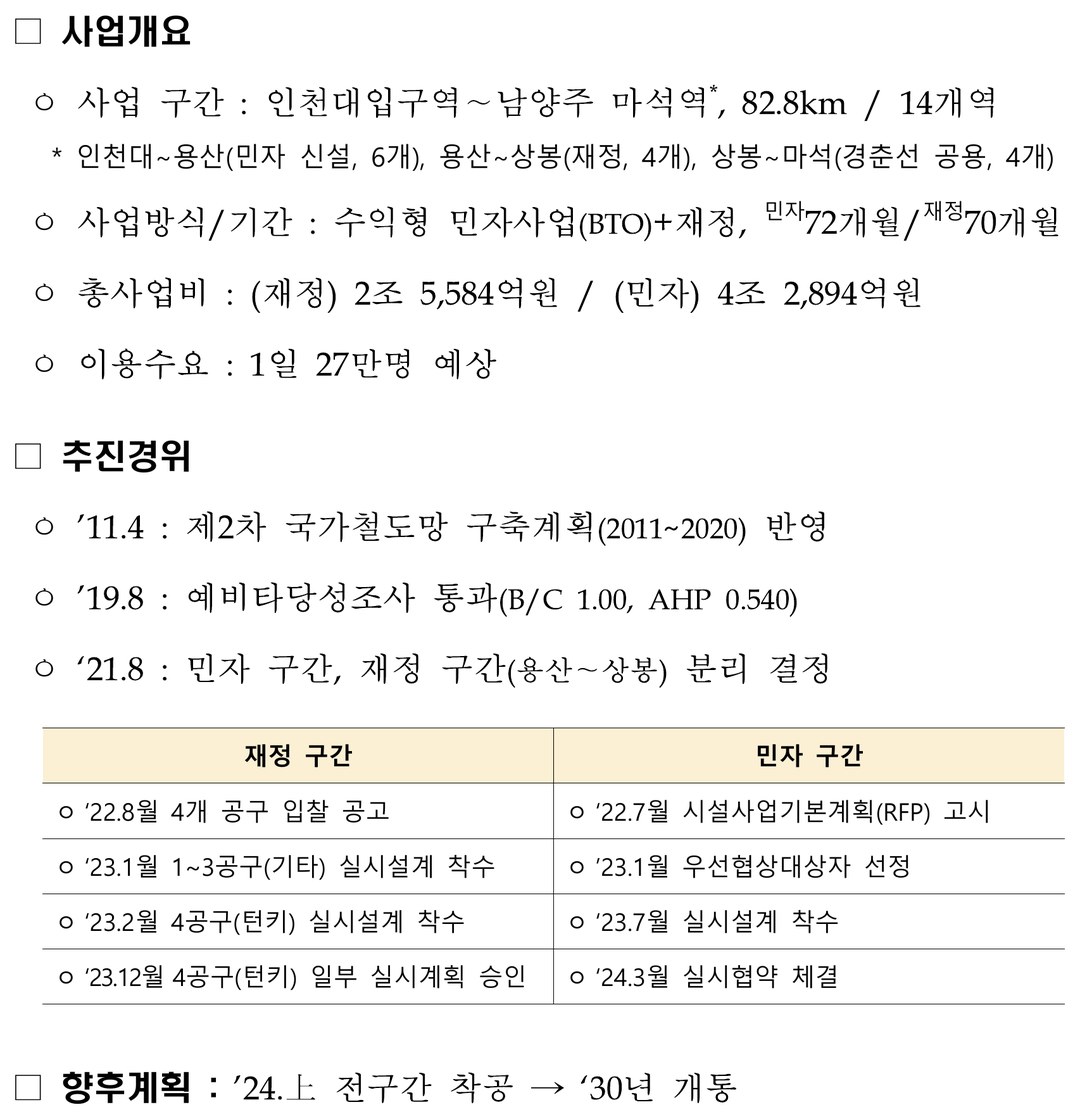 □ 사업개요
ㅇ 사업 구간 : 인천대입구역~남양주 마석역*, 82.8km / 14개역
* 인천대~용산(민자 신설, 6개), 용산~상봉(재정, 4개), 상봉~마석(경춘선 공용, 4개)
ㅇ 사업방식/기간 : 수익형 민자사업(BTO)+재정, 민자72개월/재정70개월
ㅇ 총사업비 : (재정) 2조 5,584억원 / (민자) 4조 2,894억원
ㅇ 이용수요 : 1일 27만명 예상
□ 추진경위
ㅇ ’11.4 : 제2차 국가철도망 구축계획(2011~2020) 반영
ㅇ ’19.8 : 예비타당성조사 통과(B/C 1.00, AHP 0.540)
ㅇ ‘21.8 : 민자 구간, 재정 구간(용산~상봉) 분리 결정
재정 구간 민자 구간
ㅇ ‘22.8월 4개 공구 입찰 공고 ㅇ ‘22.7월 시설사업기본계획(RFP) 고시
ㅇ ‘23.1월 1~3공구(기타) 실시설계 착수 ㅇ ‘23.1월 우선협상대상자 선정
ㅇ ‘23.2월 4공구(턴키) 실시설계 착수 ㅇ ‘23.7월 실시설계 착수
ㅇ ‘23.12월 4공구(턴키) 일부 실시계획 승인 ㅇ ‘24.3월 실시협약 체결
□ 향후계획 : ’24.上 전구간 착공 → ‘30년 개통